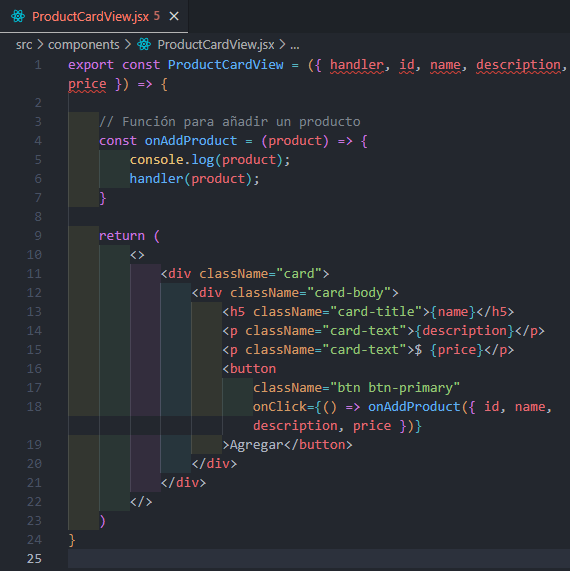 ProductCardView.jsx 5 ×
src > components > ProductCardView.jsx > ...
1 export const ProductCardView = ({ handler, id, name, description,
price }) => {
2
3 // Función para añadir un producto
4 const onAddProduct = (product) => {
5 console.log(product);
6 handler(product);
7 }
8
9 return (
10 <>
11 <div className="card">
12 <div className="card-body">
13 <h5 className="card-title">{name}</h5>
14 <p className="card-text">{description}</p>
15 <p className="card-text">$ {price}</p>
16 <button
17 className="btn btn-primary"
18 onClick={() => onAddProduct({ id, name,
description, price })}
19 >Agregar</button>
20 </div>
21 </div>
22 </>
23 )
24 }
25